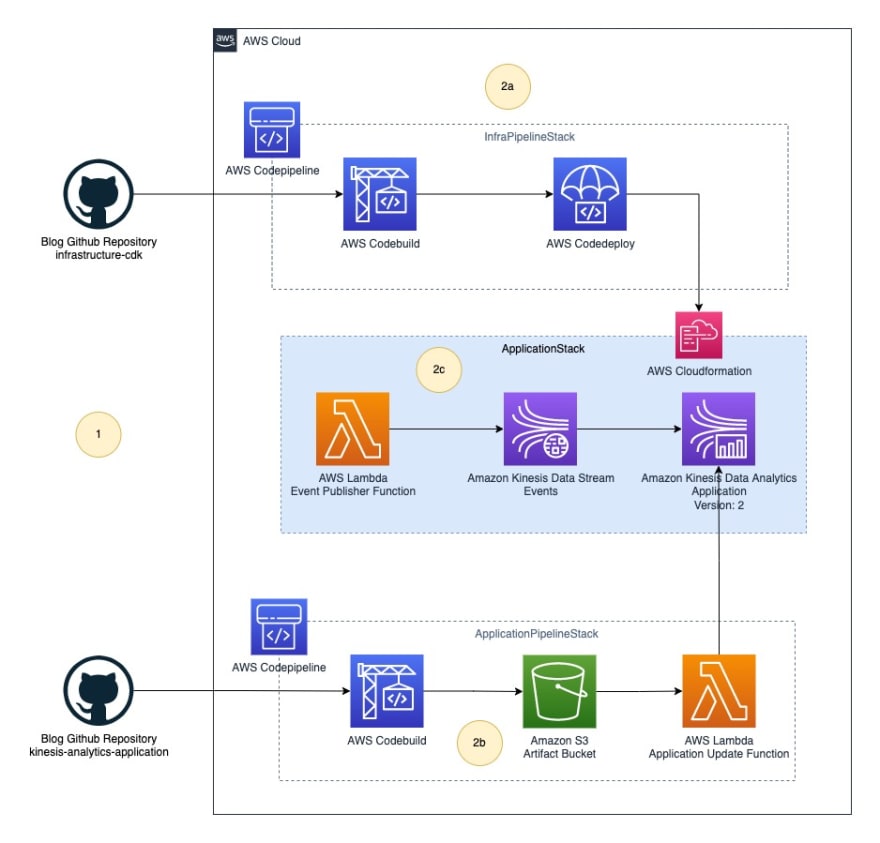 aws
AWS Cloud
2a
InfraPipelineStack
AWS Codepipeline
Blog Github Repository
infrastructure-cdk
AWS Codebuild
AWS Codedeploy
AWS Cloudformation
ApplicationStack
2c
1
AWS Lambda
Event Publisher Function
Amazon Kinesis Data Stream
Events
Amazon Kinesis Data Analytics
Application
Version: 2
ApplicationPipelineStack
AWS Codepipeline
Blog Github Repository
kinesis-analytics-application
AWS Codebuild
2b
Amazon S3
Artifact Bucket
AWS Lambda
Application Update Function